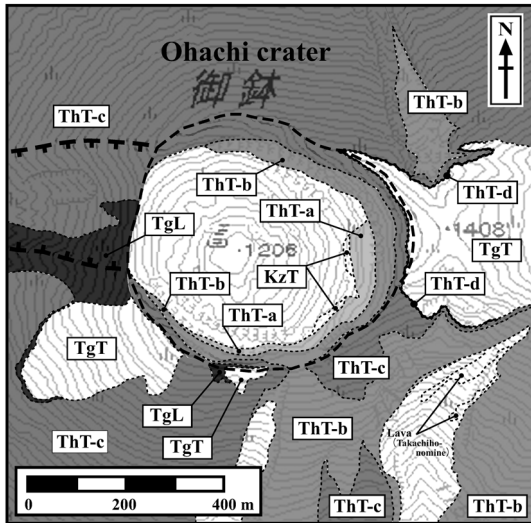 Ohachi crater
御鉢
N
ThT-b
ThT-c
ThT-b
ThT-d
ThT-a
1408
TgL
TgT
1206
KzT
ThT-b
ThT-d
ThT-a
TgT
ThT-c
TgL
TgT
Lava
(Takachiho-
nomine)
ThT-c
ThT-b
0 200 400 m
ThT-c
ThT-b